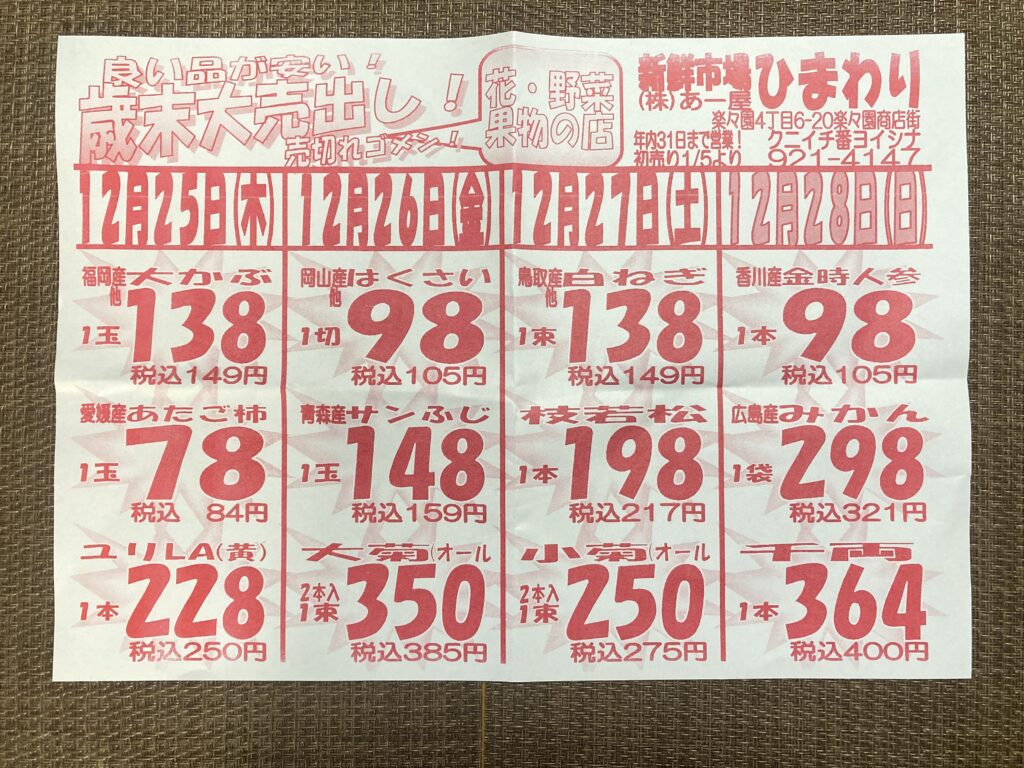 良い品が安い!
歳末大売出し!
売切れゴメン!
花・野菜
果物の店
新鮮市場ひまわり
(株)あー屋
楽々園4丁目6-20楽々園商店街
年内31日まで営業! クニイチ番ヨイシナ
初売り1/5より 921-4147
12月25日(木)
12月26日(金)
12月27日(土)
12月28日(日)
福岡産他 大かぶ
1玉 138
税込149円
愛媛産あたご柿
1玉 78
税込 84円
ユリLA(黄)
1本 228
税込250円
岡山産他 はくさい
1切 98
税込105円
青森産サンふじ
1玉 148
税込159円
大菊(オール
2本入
1束 350
税込385円
鳥取産他 白ねぎ
1束 138
税込149円
枝若松
1本 198
税込217円
小菊(オール
2本入
1束 250
税込275円
香川産金時人参
1本 98
税込105円
広島産みかん
1袋 298
税込321円
千両
1本 364
税込400円